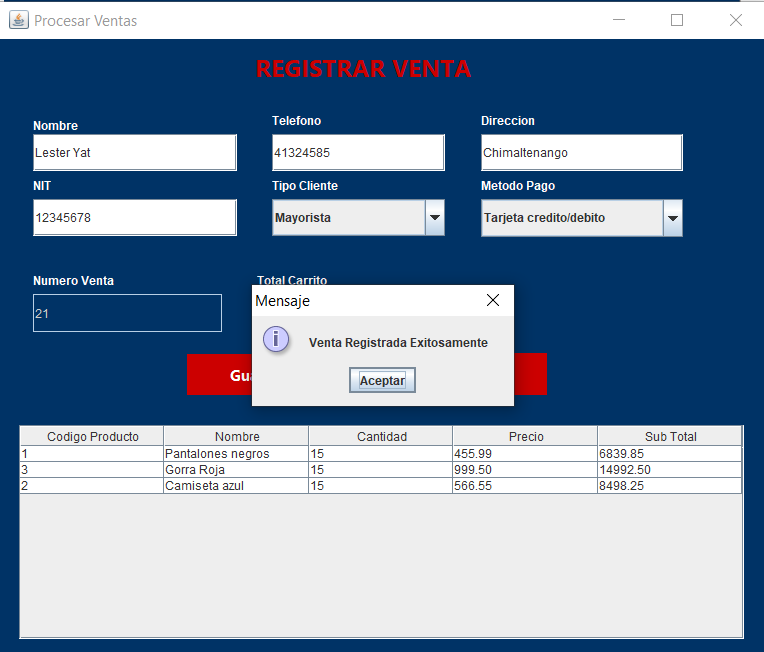 Procesar Ventas
REGISTRAR VENTA
Nombre Telefono Direccion
Lester Yat 41324585 Chimaltenango
NIT Tipo Cliente Metodo Pago
12345678 Mayorista Tarjeta credito/debito
Numero Venta Total Carrito
21
Mensaje
Venta Registrada Exitosamente
Aceptar
Codigo Producto Nombre Cantidad Precio Sub Total
1 Pantalones negros 15 455.99 6839.85
3 Gorra Roja 15 999.50 14992.50
2 Camiseta azul 15 566.55 8498.25